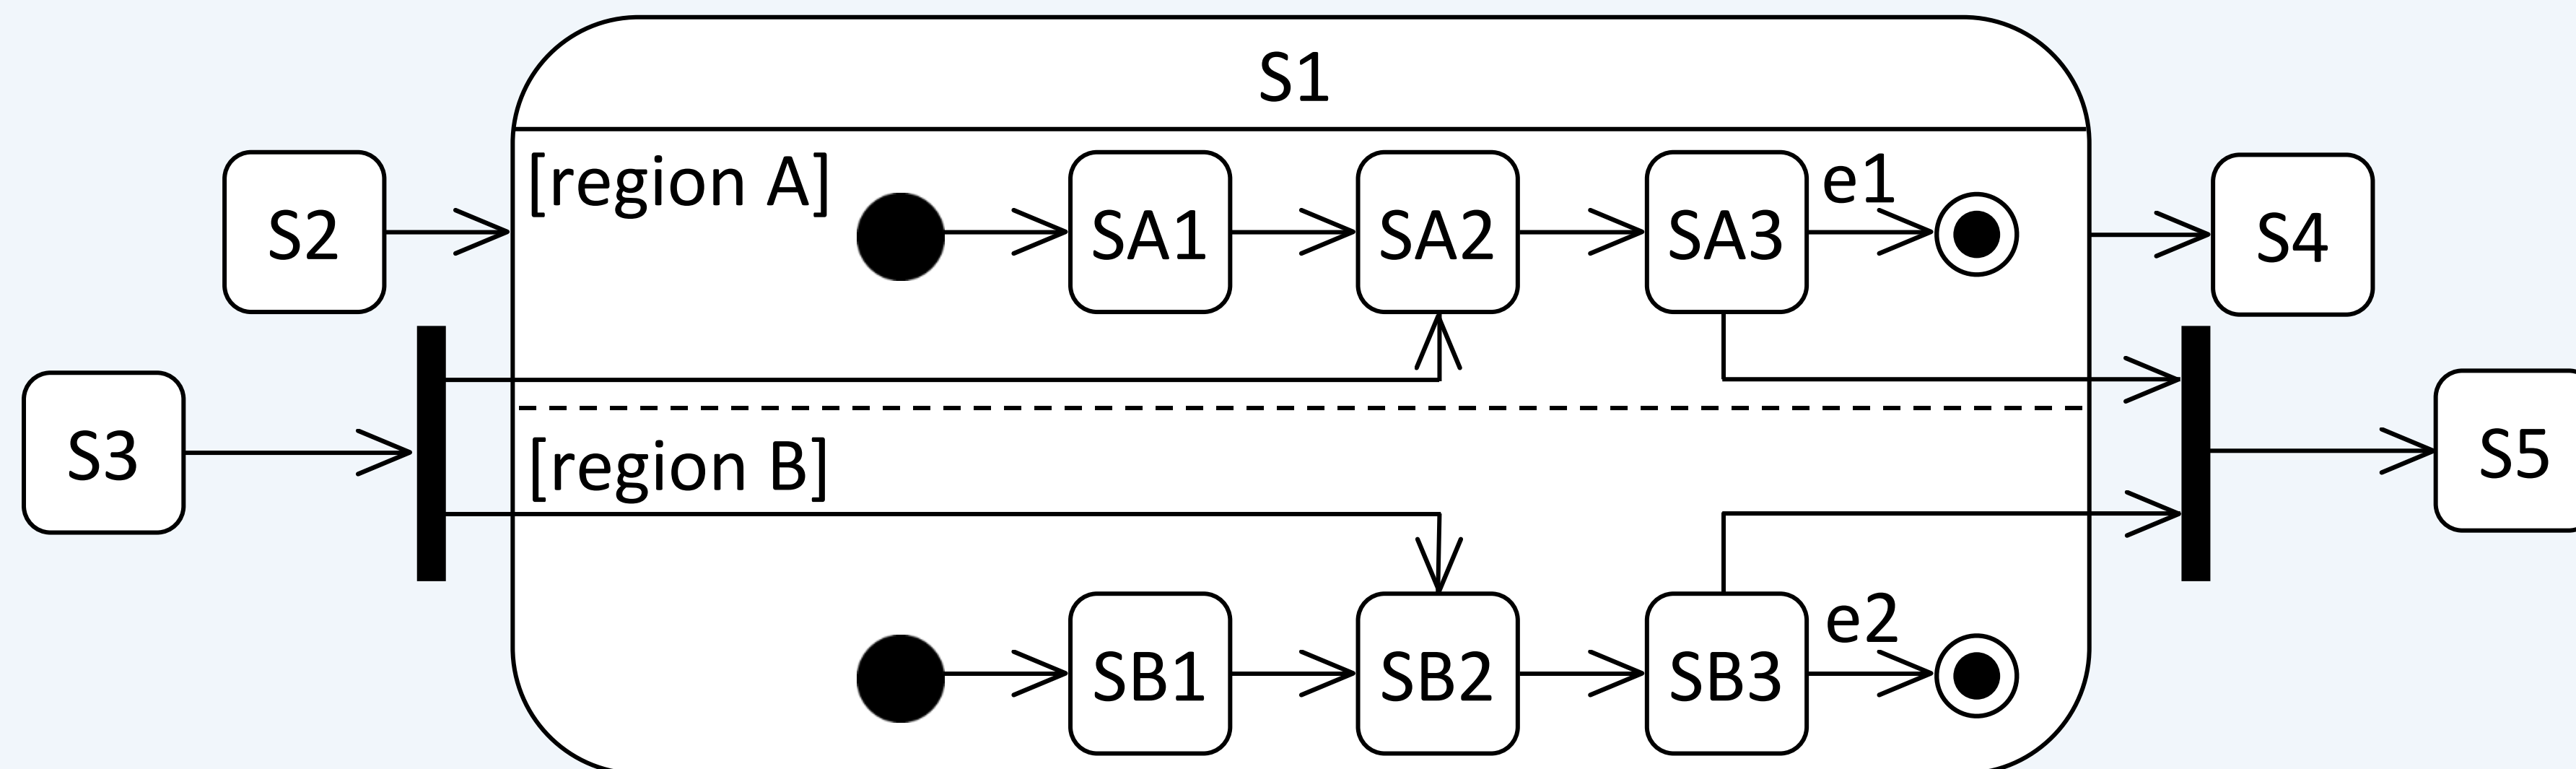 S1
[region A]
e1
S2
SA1
SA2
SA3
S4
S3
[region B]
S5
e2
SB1
SB2
SB3